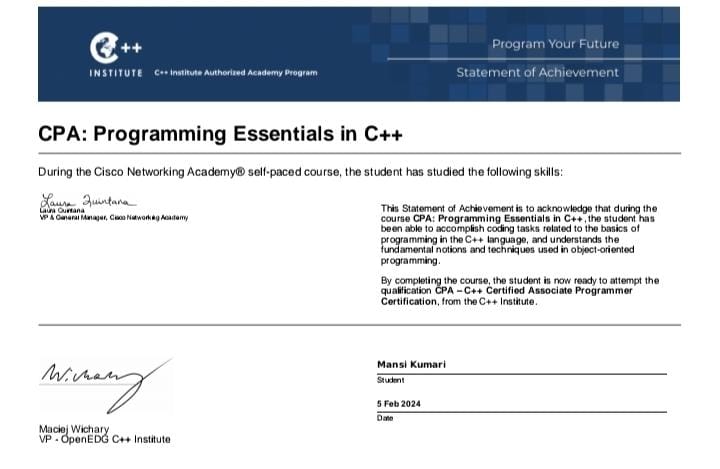 C++
INSTITUTE C++ Institute Authorized Academy Program
Program Your Future
Statement of Achievement
CPA: Programming Essentials in C++
During the Cisco Networking Academy® self-paced course, the student has studied the following skills:
Laura Quintana
Laura Quintana
VP & General Manager, Cisco Networking Academy
This Statement of Achievement is to acknowledge that during the
course CPA: Programming Essentials in C++, the student has
been able to accomplish coding tasks related to the basics of
programming in the C++ language, and understands the
fundamental notions and techniques used in object-oriented
programming.
By completing the course, the student is now ready to attempt the
qualification CPA – C++ Certified Associate Programmer
Certification, from the C++ Institute.
W. Wichary
Maciej Wichary
VP - OpenEDG C++ Institute
Mansi Kumari
Student
5 Feb 2024
Date